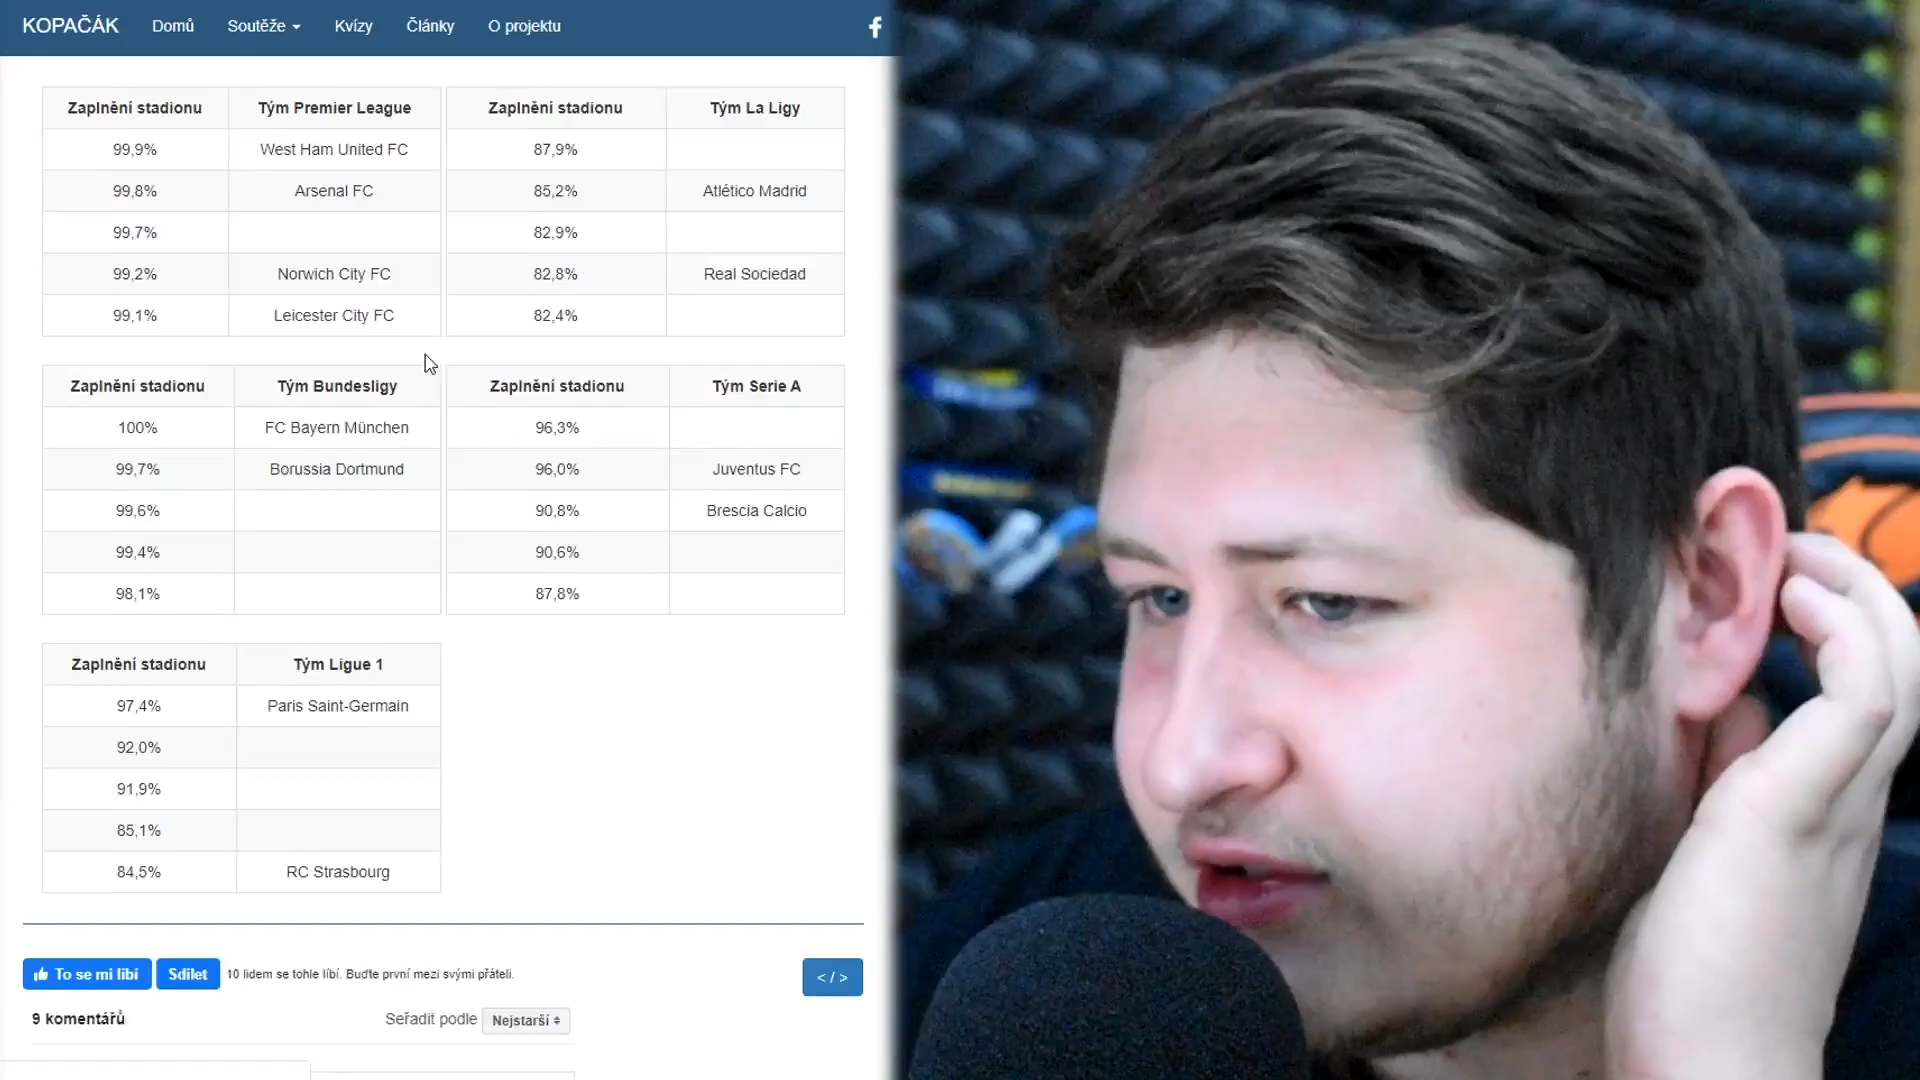 KOPAČÁK Domů Soutěže Kvízy Články O projektu
Zaplnění stadionu Tým Premier League
99,9% West Ham United FC
99,8% Arsenal FC
99,7%
99,2% Norwich City FC
99,1% Leicester City FC
Zaplnění stadionu Tým La Ligy
87,9%
85,2% Atlético Madrid
82,9%
82,8% Real Sociedad
82,4%
Zaplnění stadionu Tým Bundesligy
100% FC Bayern München
99,7% Borussia Dortmund
99,6%
99,4%
98,1%
Zaplnění stadionu Tým Serie A
96,3%
96,0% Juventus FC
90,8% Brescia Calcio
90,6%
87,8%
Zaplnění stadionu Tým Ligue 1
97,4% Paris Saint-Germain
92,0%
91,9%
85,1%
84,5% RC Strasbourg
To se mi líbí Sdílet 10 lidem se tohle líbí. Buďte první mezi svými přáteli.
< / >
9 komentářů Seřadit podle Nejstarší